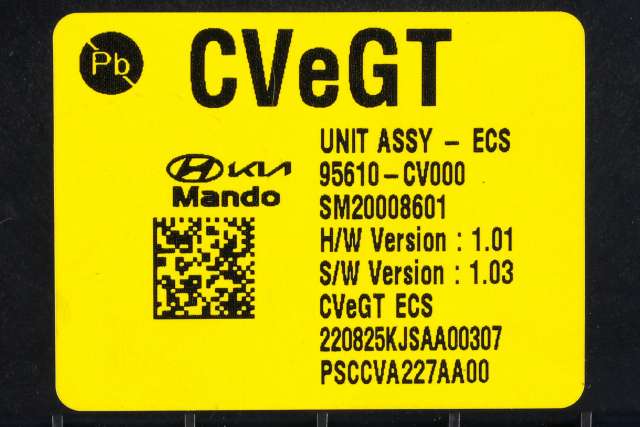 Pb
CVeGT
UNIT ASSY - ECS
95610-CV000
SM20008601
H/W Version : 1.01
S/W Version : 1.03
CVeGT ECS
220825KJSAA00307
PSCCVA227AA00
KIA
Mando